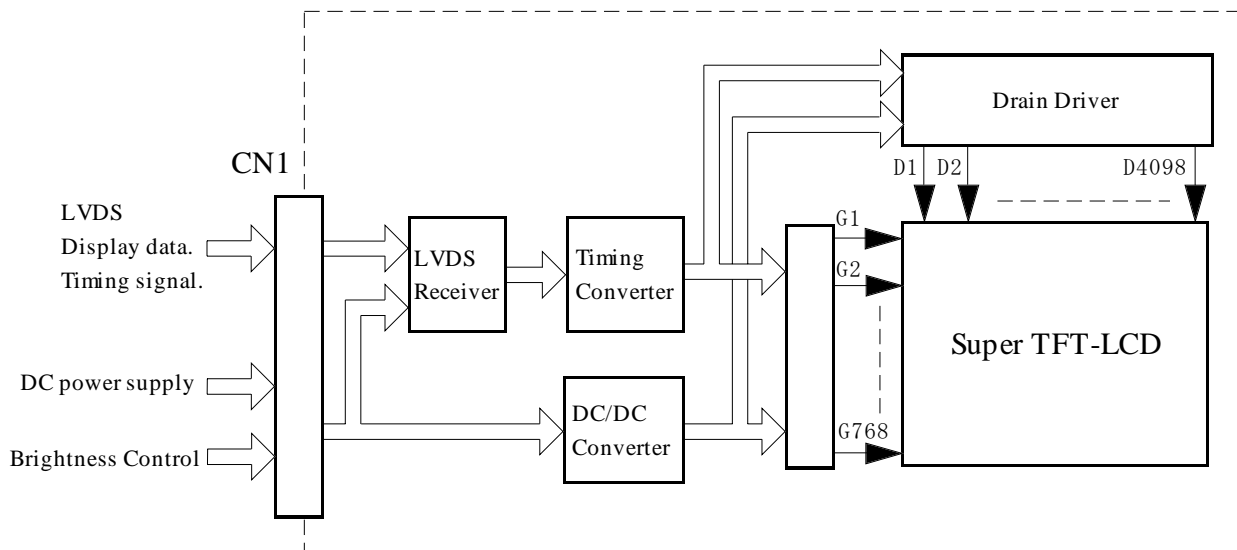 Drain Driver
D1
D2
D4098
CN1
LVDS
Display data.
Timing signal.
LVDS
Receiver
Timing
Converter
G1
G2
Super TFT-LCD
DC power supply
DC/DC
Converter
G768
Brightness Control